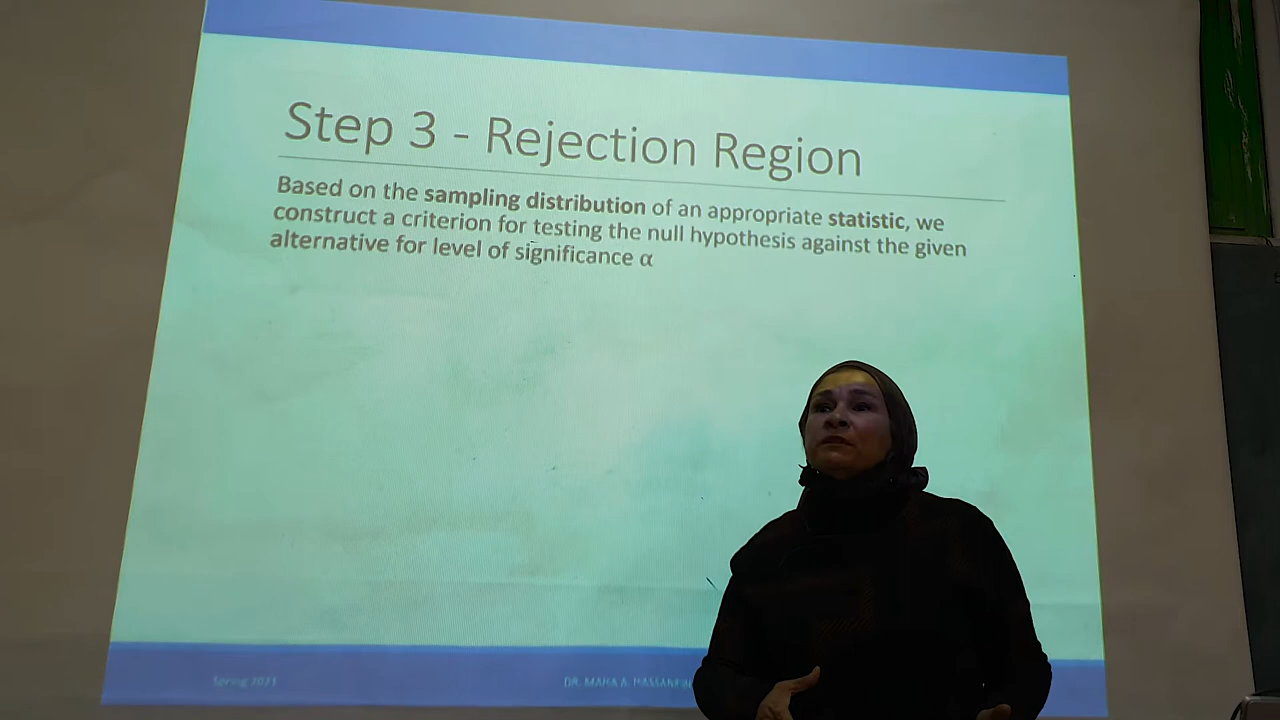 Step 3 - Rejection Region
Based on the sampling distribution of an appropriate statistic, we
construct a criterion for testing the null hypothesis against the given
alternative for level of significance α
Spring 2021
DR. MAHA A.